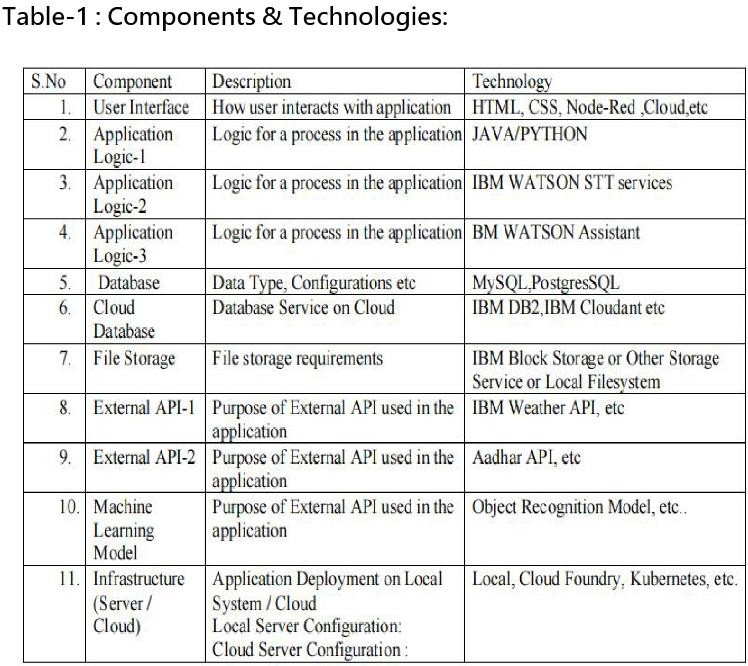 Table-1 : Components & Technologies:
S.No Component Description Technology
1. User Interface How user interacts with application HTML, CSS, Node-Red ,Cloud,etc
2. Application Logic for a process in the application JAVA/PYTHON
Logic-1
3. Application Logic for a process in the application IBM WATSON STT services
Logic-2
4. Application Logic for a process in the application BM WATSON Assistant
Logic-3
5. Database Data Type, Configurations etc MySQL,PostgresSQL
6. Cloud Database Service on Cloud IBM DB2,IBM Cloudant etc
Database
7. File Storage File storage requirements IBM Block Storage or Other Storage
Service or Local Filesystem
8. External API-1 Purpose of External API used in the IBM Weather API, etc
application
9. External API-2 Purpose of External API used in the Aadhar API, etc
application
10. Machine Purpose of External API used in the Object Recognition Model, etc..
Learning application
Model
11. Infrastructure Application Deployment on Local Local, Cloud Foundry, Kubernetes, etc.
(Server / System / Cloud
Cloud) Local Server Configuration:
Cloud Server Configuration :